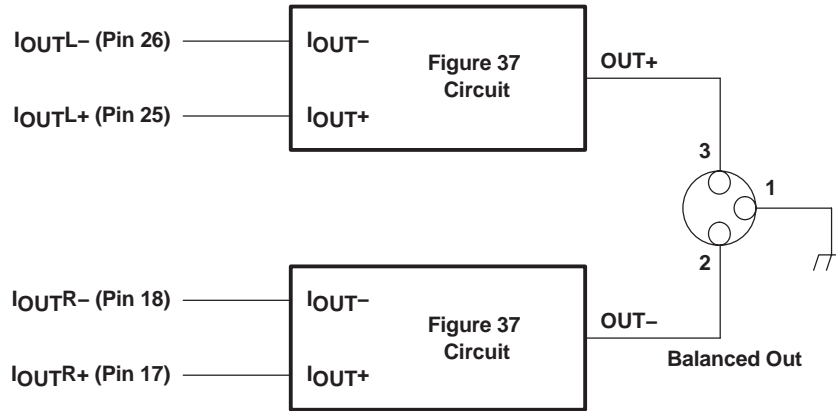 IOUTL− (Pin 26)
IOUT−
Figure 37
Circuit
OUT+
IOUTL+ (Pin 25)
IOUT+
3
1
2
IOUTR− (Pin 18)
IOUT−
Figure 37
Circuit
OUT−
Balanced Out
IOUTR+ (Pin 17)
IOUT+